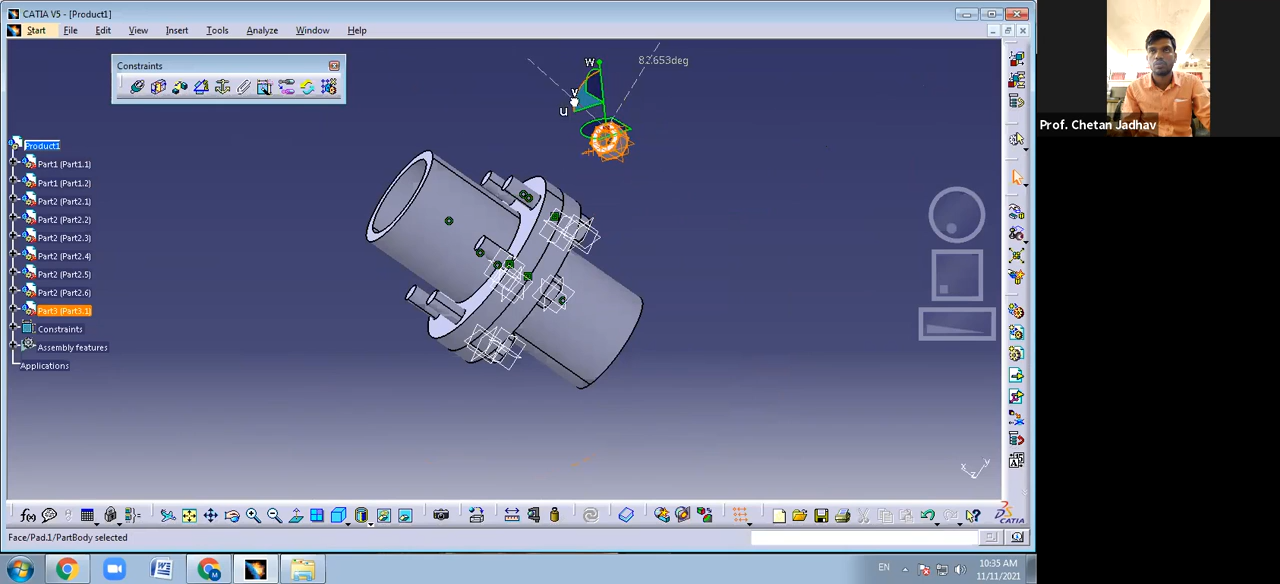 CATIA V5 - [Product1]
Start File Edit View Insert Tools Analyze Window Help
Constraints
82.653deg
w
v
u
Product1
Part1 (Part1.1)
Part1 (Part1.2)
Part2 (Part2.1)
Part2 (Part2.2)
Part2 (Part2.3)
Part2 (Part2.4)
Part2 (Part2.5)
Part2 (Part2.6)
Part3 (Part3.1)
Constraints
Assembly features
Applications
Prof. Chetan Jadhav
x y
z
f(x)
CATIA
Face/Pad.1/PartBody selected
EN
10:35 AM
11/11/2021